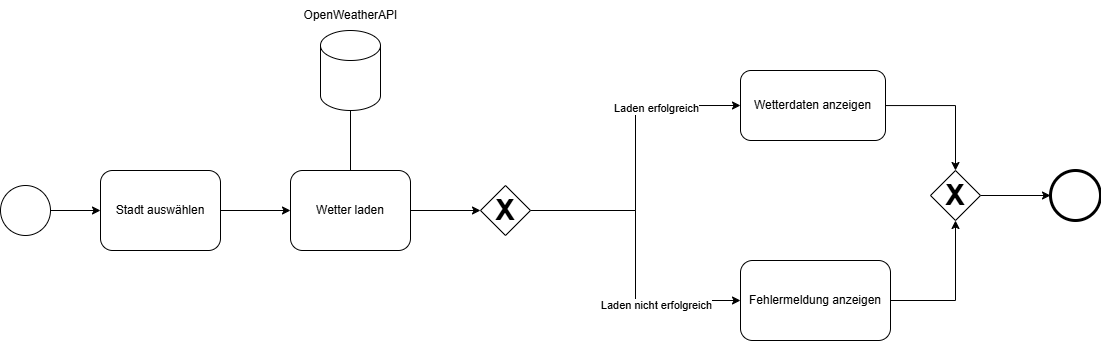 OpenWeatherAPI
Stadt auswählen
Wetter laden
X
Laden erfolgreich
Wetterdaten anzeigen
Laden nicht erfolgreich
Fehlermeldung anzeigen
X